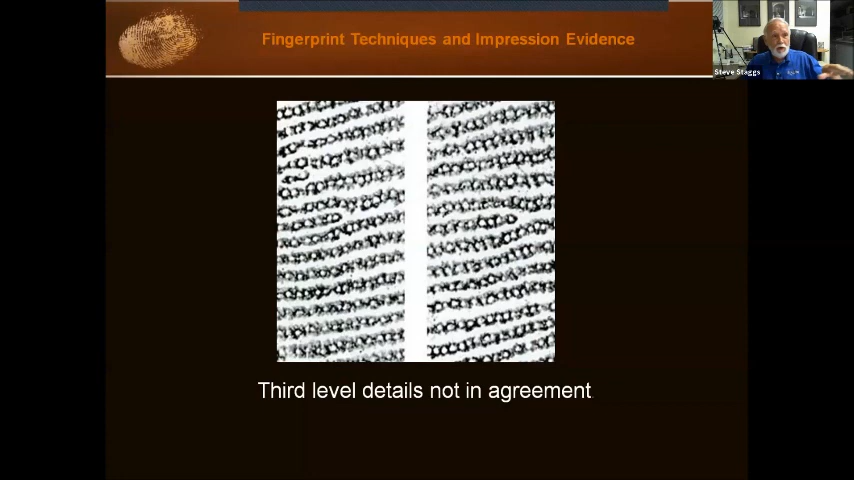 Fingerprint Techniques and Impression Evidence
Steve Staggs
Third level details not in agreement